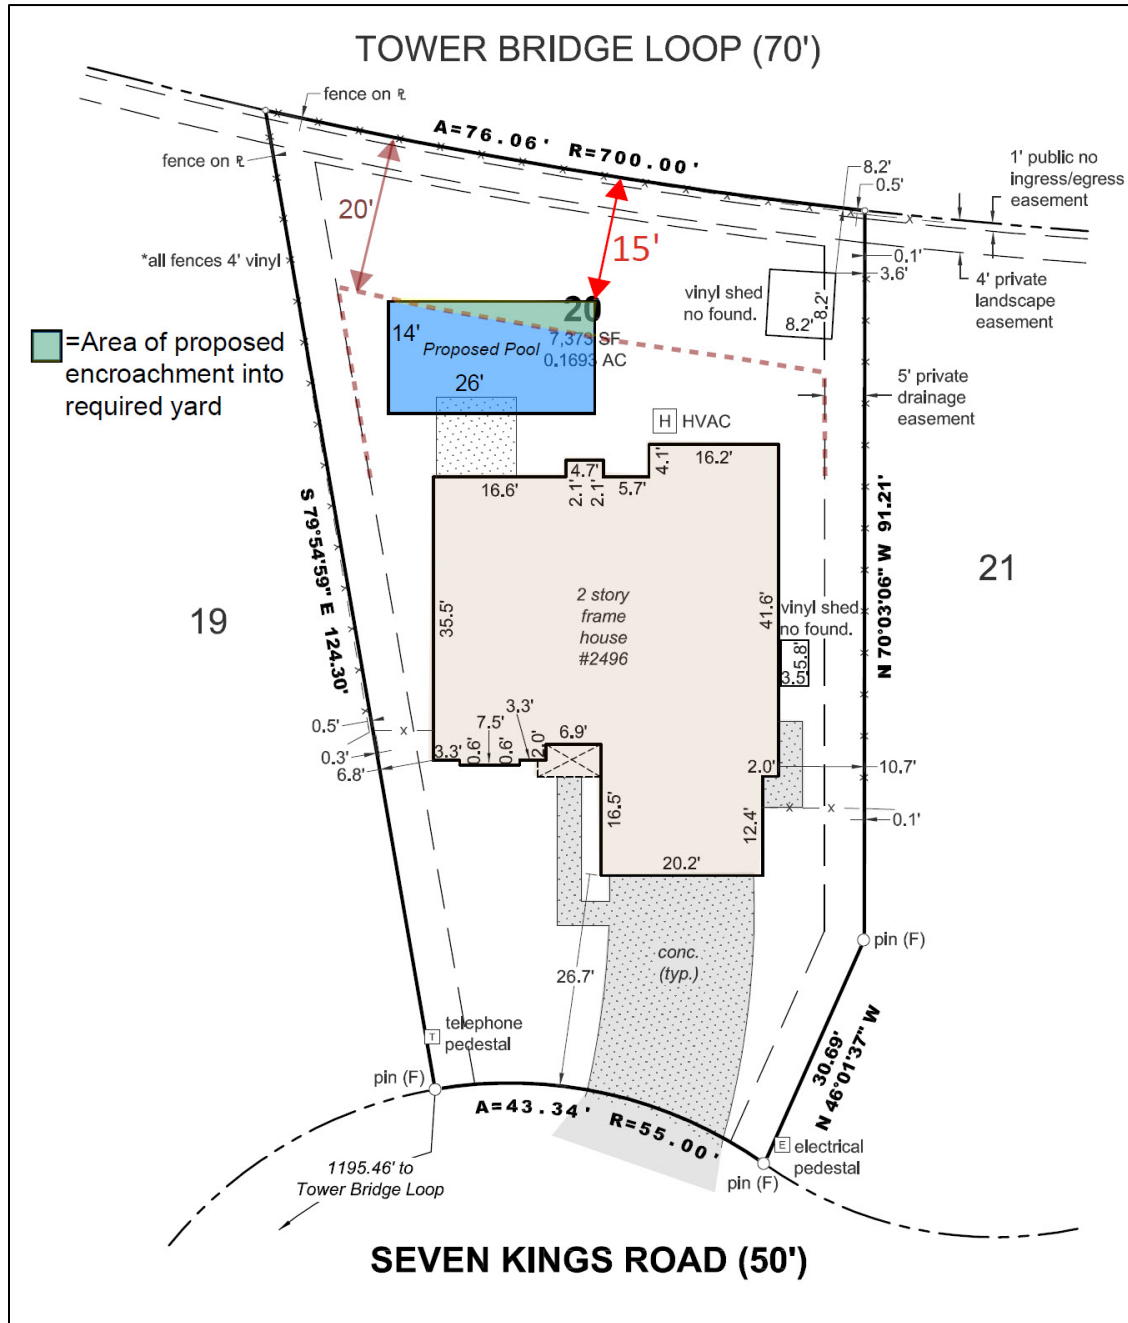 TOWER BRIDGE LOOP (70')
fence on ℄
A=76.06' R=700.00'
fence on ℄
8.2'
0.5'
1' public no
ingress/egress
easement
20'
15'
*all fences 4' vinyl
0.1'
3.6'
4' private
landscape
easement
vinyl shed
no found.
8.2'
8.2'
20
7,373 SF
0.1693 AC
14'
Proposed Pool
26'
=Area of proposed
encroachment into
required yard
5' private
drainage
easement
H HVAC
16.6'
4.7'
2.1'
2.1'
5.7'
4.1'
16.2'
S 79°54'59" E 124.30'
N 70°03'06" W 91.21'
19
21
35.5'
2 story
frame
house
#2496
41.6'
vinyl shed
no found.
5.8'
3.5'
0.5'
0.3'
6.8'
3.3'
0.6'
7.5'
0.6'
3.3'
2.0'
6.9'
2.0'
10.7'
16.5'
12.4'
0.1'
20.2'
26.7'
conc.
(typ.)
pin (F)
30.69'
N 46°01'37" W
T
telephone
pedestal
pin (F)
A=43.34' R=55.00'
E electrical
pedestal
pin (F)
1195.46' to
Tower Bridge Loop
SEVEN KINGS ROAD (50')